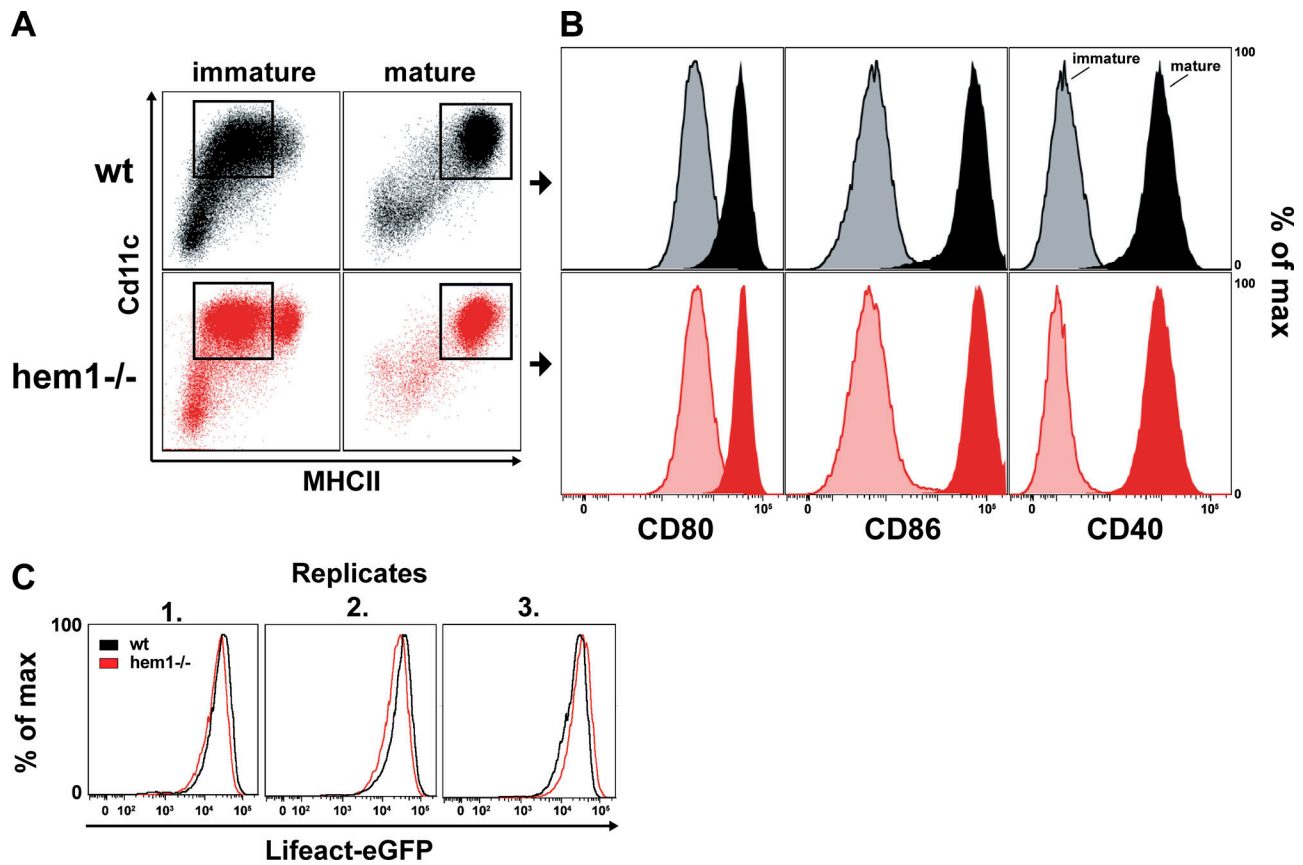 A
immature mature
wt
hem1-/-
Cd11c
MHCII
B
immature
mature
100
0
100
0
% of max
0 10⁵ 0 10⁵ 0 10⁵
CD80 CD86 CD40
C
Replicates
1. 2. 3.
100
wt
hem1-/-
% of max
0
0 10² 10³ 10⁴ 10⁵ 0 10² 10³ 10⁴ 10⁵ 0 10² 10³ 10⁴ 10⁵
Lifeact-eGFP